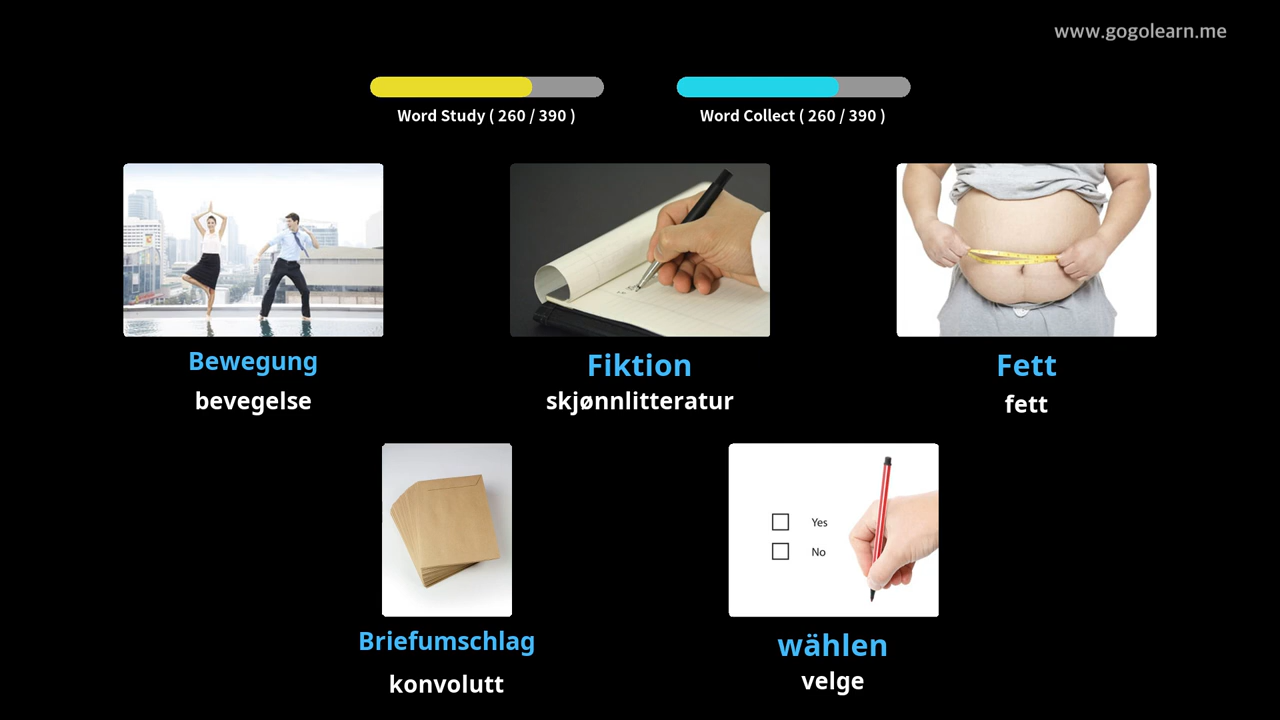 www.gogolearn.me
Word Study ( 260 / 390 )
Word Collect ( 260 / 390 )
Bewegung
bevegelse
Fiktion
skjønnlitteratur
Fett
fett
Yes
No
Briefumschlag
konvolutt
wählen
velge